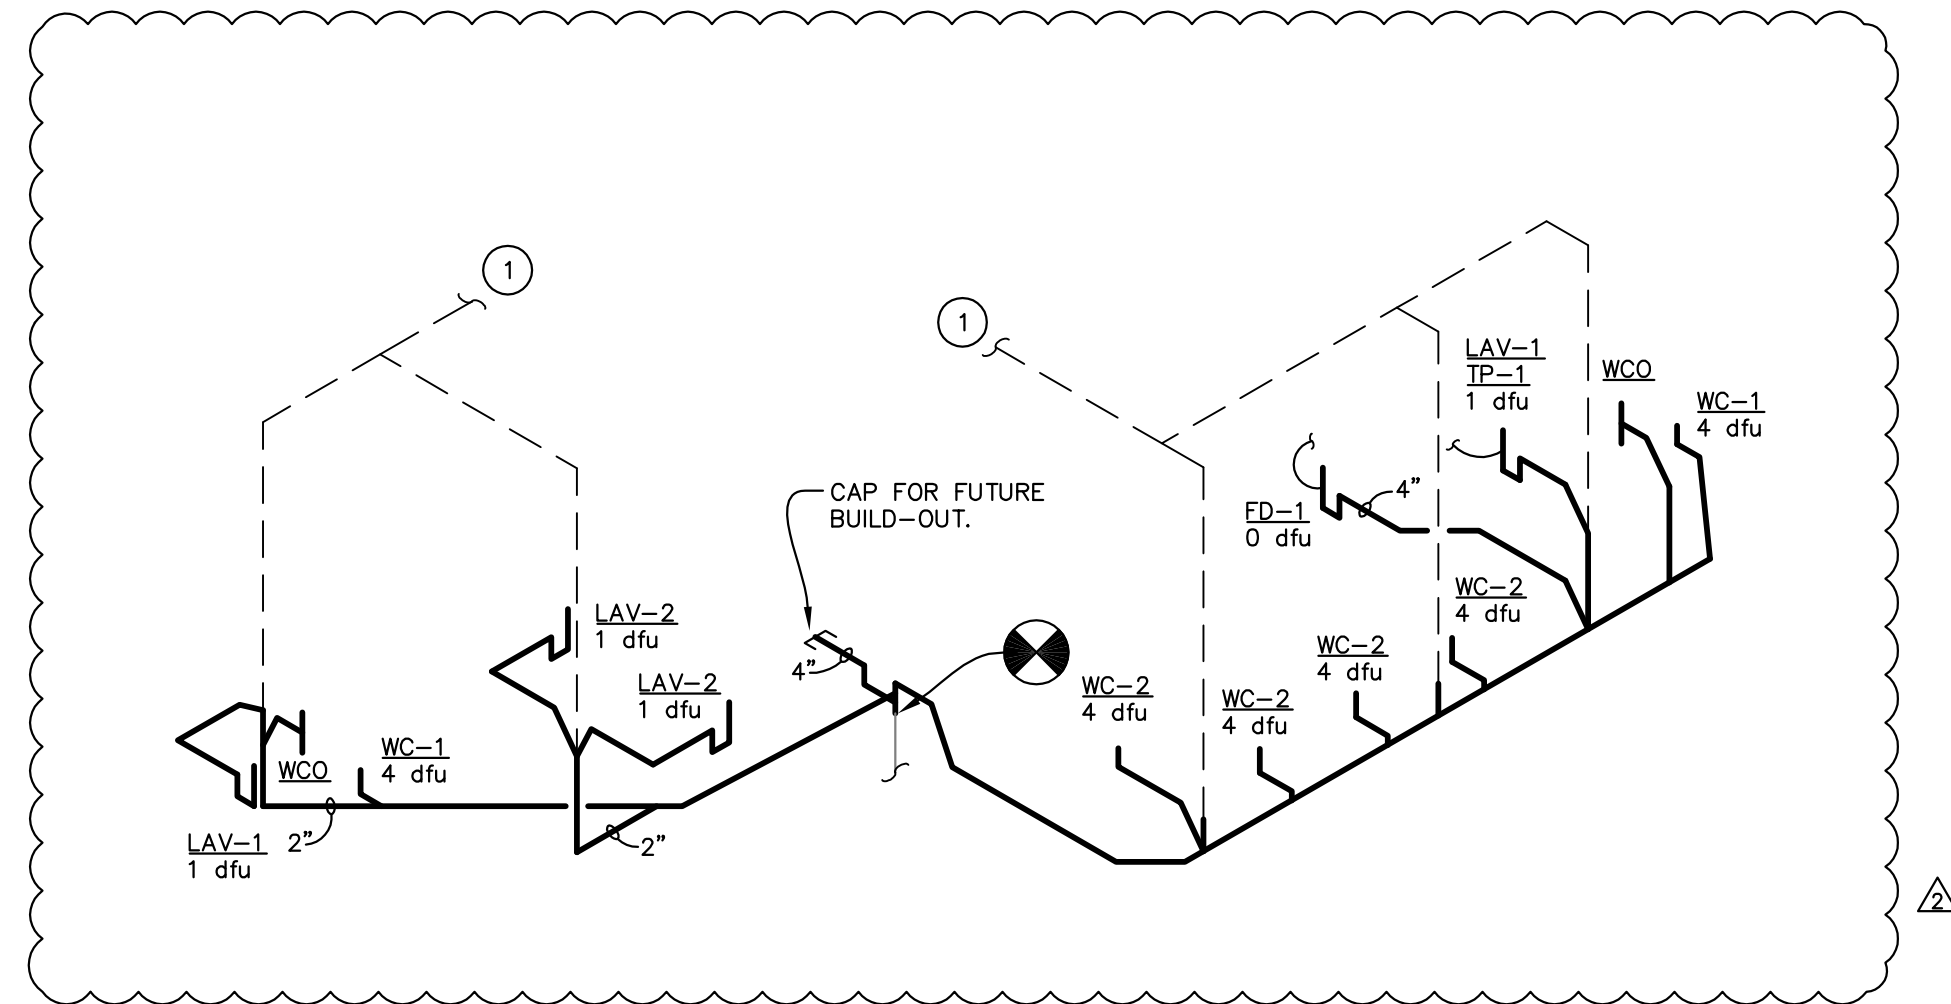 1
1
LAV-1
TP-1
1 dfu
WCO
WC-1
4 dfu
CAP FOR FUTURE
BUILD-OUT.
4"
FD-1
0 dfu
WC-2
4 dfu
LAV-2
1 dfu
WC-2
4 dfu
4"
LAV-2
1 dfu
WC-2
4 dfu
WC-2
4 dfu
WC-1
4 dfu
WCO
LAV-1
1 dfu
2"
2"
2